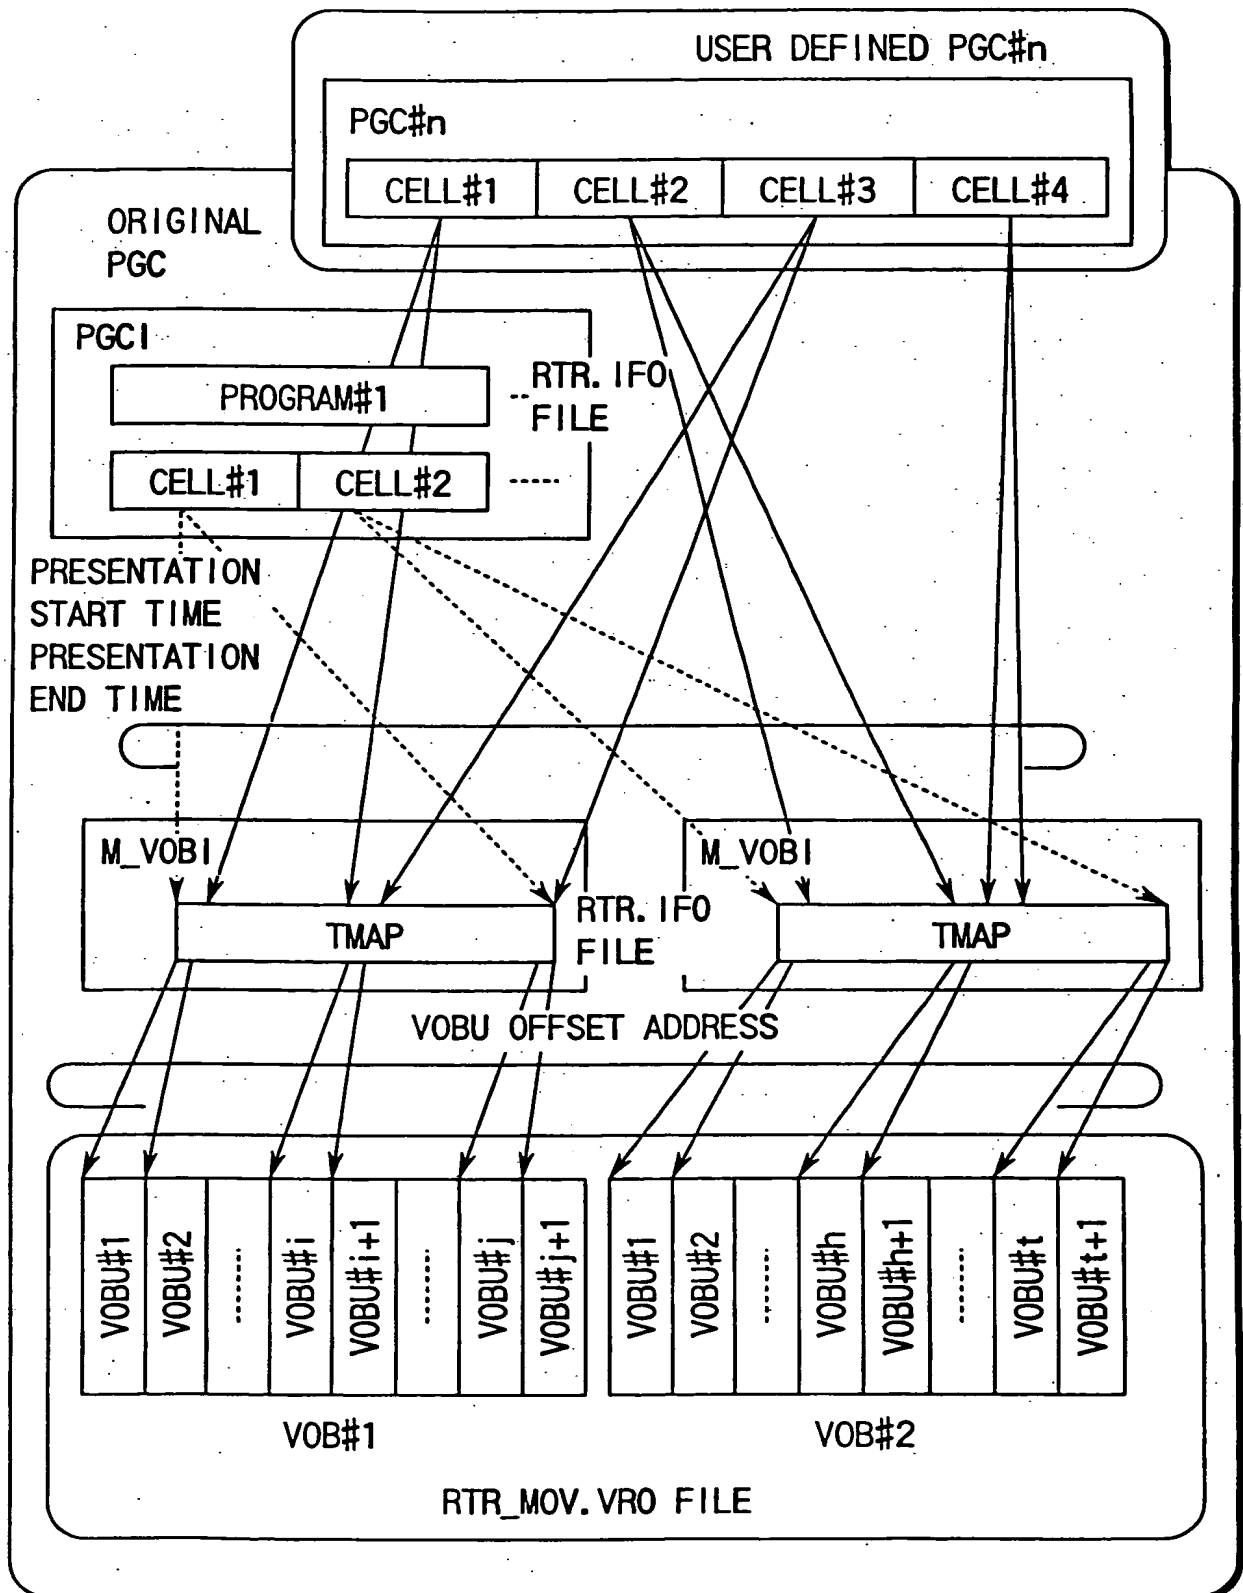 USER DEFINED PGC#n
PGC#n
CELL#1 CELL#2 CELL#3 CELL#4
ORIGINAL
PGC
PGCI
PROGRAM#1
RTR.IFO
FILE
CELL#1 CELL#2
PRESENTATION
START TIME
PRESENTATION
END TIME
M_VOBI
M_VOBI
TMAP
RTR.IFO
FILE
TMAP
VOBU OFFSET ADDRESS
VOBU#1
VOBU#2
VOBU#i
VOBU#i+1
VOBU#j
VOBU#j+1
VOBU#1
VOBU#2
VOBU#h
VOBU#h+1
VOBU#t
VOBU#t+1
VOB#1
VOB#2
RTR_MOV.VRO FILE